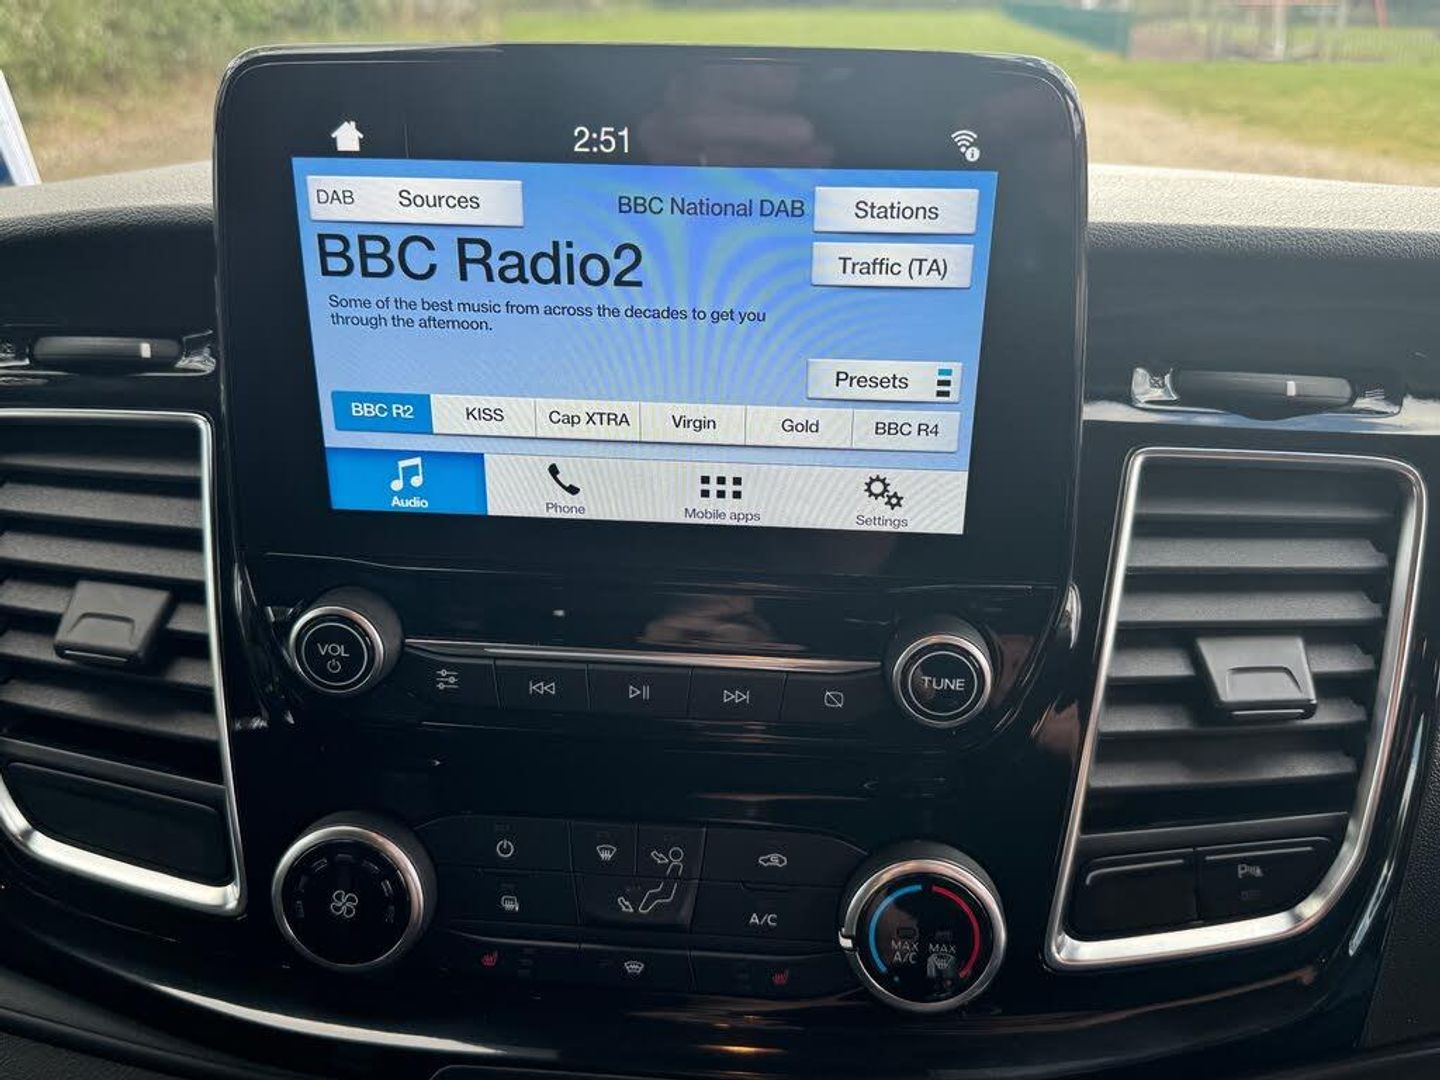 2:51
DAB Sources
BBC National DAB
Stations
BBC Radio2
Traffic (TA)
Some of the best music from across the decades to get you
through the afternoon.
Presets
BBC R2 KISS Cap XTRA Virgin Gold BBC R4
Audio Phone Mobile apps Settings
VOL
TUNE
A/C
MAX MAX
A/C